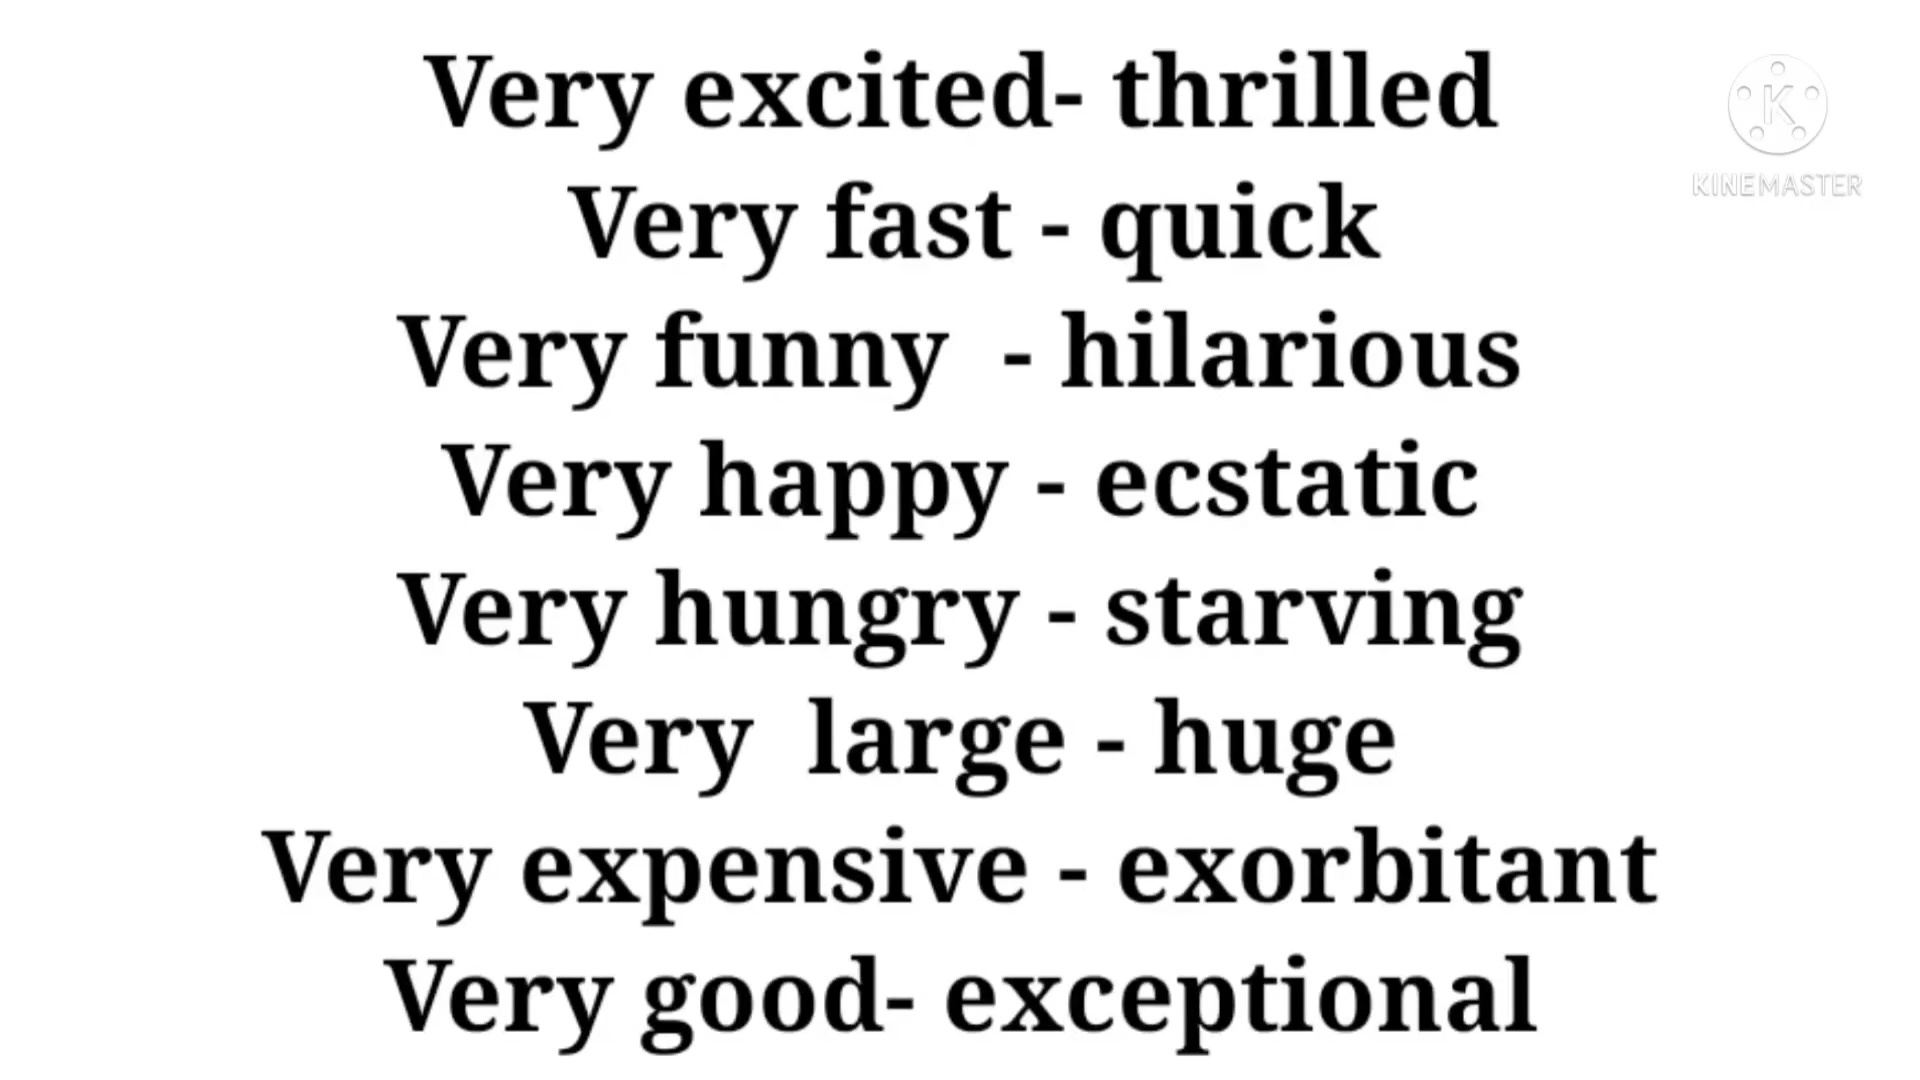 Very excited- thrilled
Very fast - quick
Very funny  - hilarious
Very happy - ecstatic
Very hungry - starving
Very  large - huge
Very expensive - exorbitant
Very good- exceptional
K
KINEMASTER